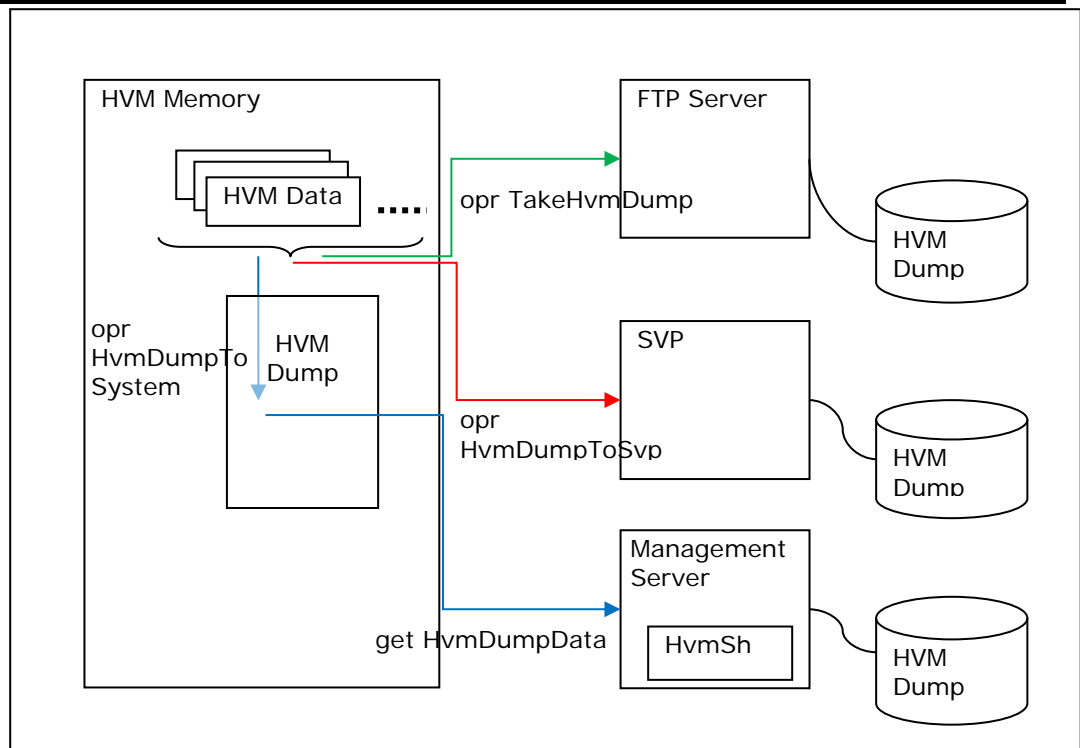 HVM Memory
HVM Data
opr
HvmDumpTo
System
HVM
Dump
FTP Server
opr TakeHvmDump
HVM
Dump
SVP
opr
HvmDumpToSvp
HVM
Dump
Management
Server
get HvmDumpData
HvmSh
HVM
Dump